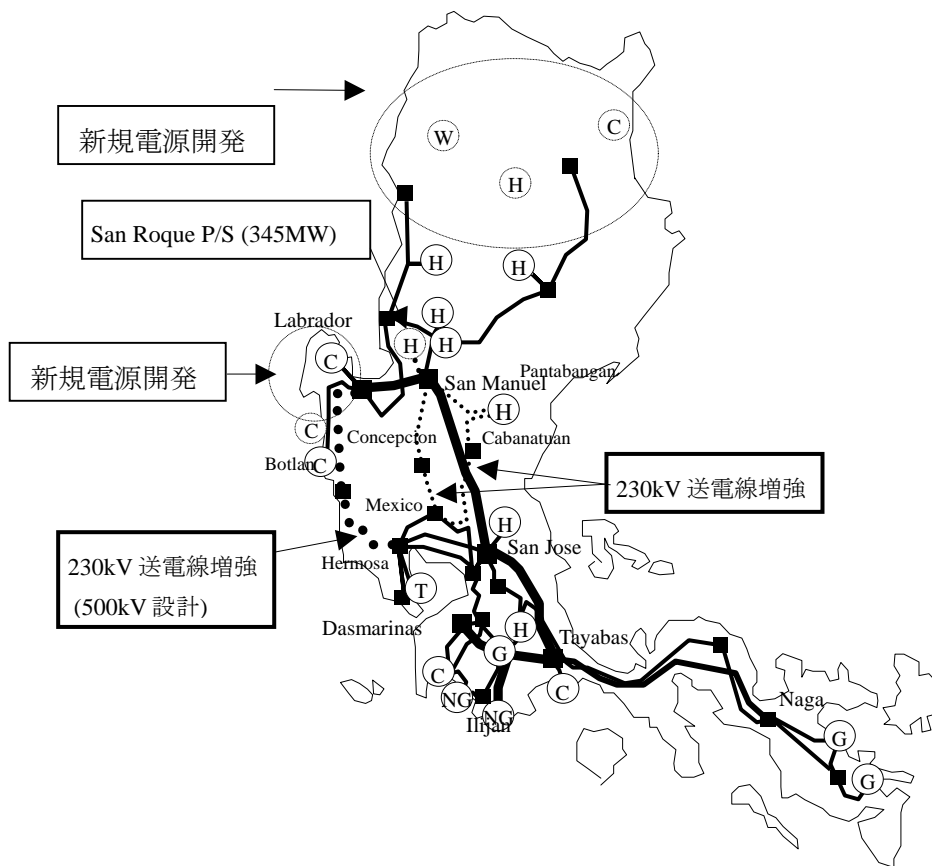 新規電源開発
W
C
H
San Roque P/S (345MW)
H
H
Labrador
H
H
H
新規電源開発
C
San Manuel
Pantabangan
H
C
Concepcion
Cabanatuan
Botlan
C
230kV 送電線増強
Mexico
H
230kV 送電線増強
(500kV 設計)
Hermosa
San Jose
T
Dasmarinas
H
G
Tayabas
C
NG
NG
C
Ilijan
Naga
G
G